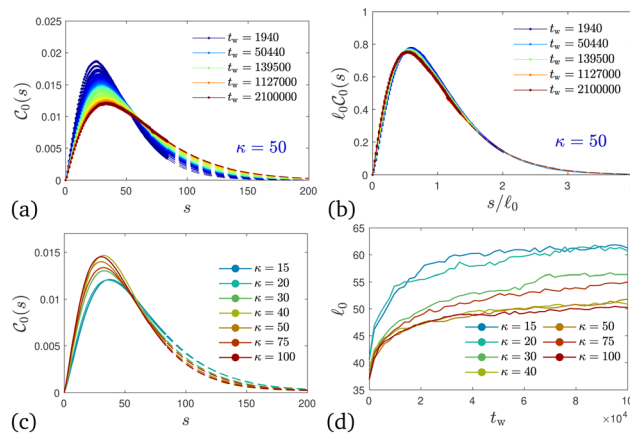 (a)
C₀(s)
0.025
0.02
0.015
0.01
0.005
0
t_w = 1940
t_w = 50440
t_w = 139500
t_w = 1127000
t_w = 2100000
κ = 50
0 50 100 150 200
s
(b)
ℓ₀C₀(s)
1
0.8
0.6
0.4
0.2
0
t_w = 1940
t_w = 50440
t_w = 139500
t_w = 1127000
t_w = 2100000
κ = 50
0 1 2 3
s/ℓ₀
(c)
C₀(s)
0.015
0.01
0.005
0
κ = 15
κ = 20
κ = 30
κ = 40
κ = 50
κ = 75
κ = 100
0 50 100 150 200
s
(d)
ℓ₀
65
60
55
50
45
40
35
κ = 15
κ = 20
κ = 30
κ = 40
κ = 50
κ = 75
κ = 100
0 2 4 6 8 10
t_w
×10⁴